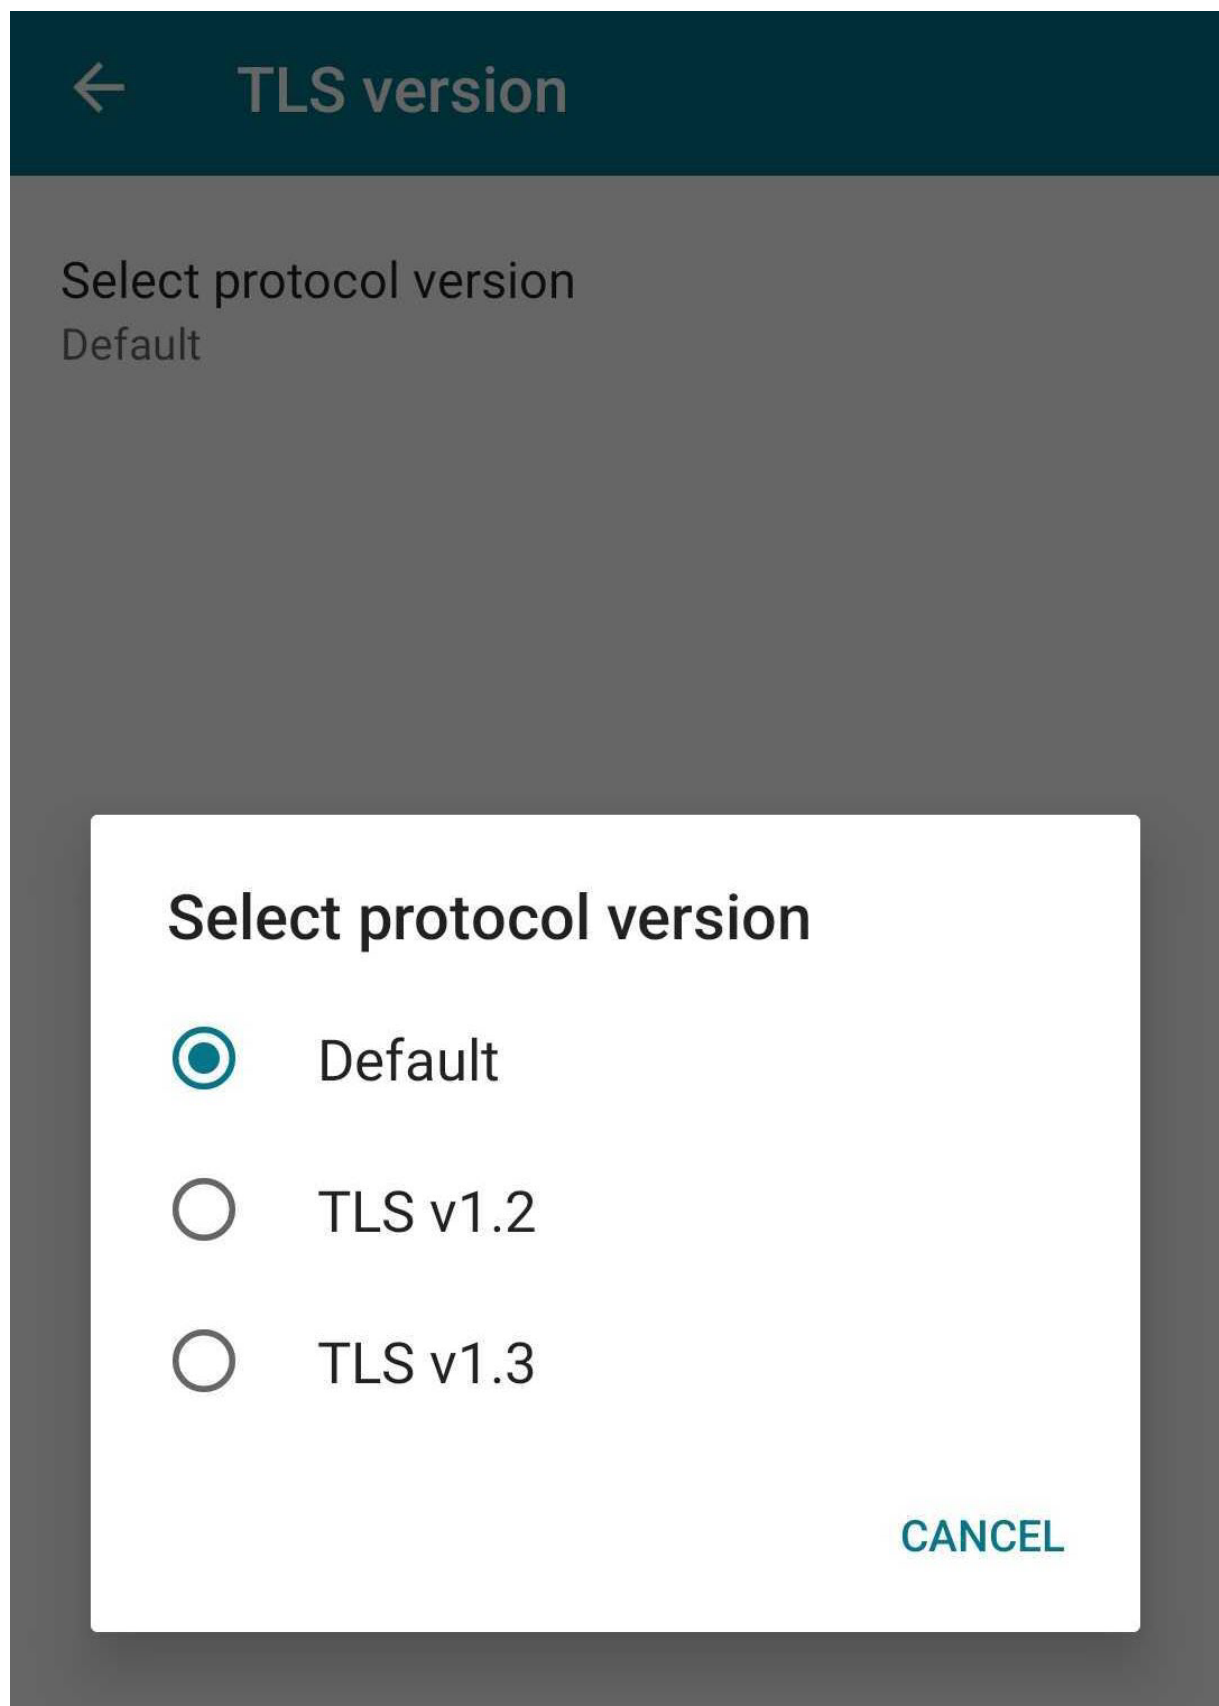 TLS version
Select protocol version
Default
Select protocol version
Default
TLS v1.2
TLS v1.3
CANCEL